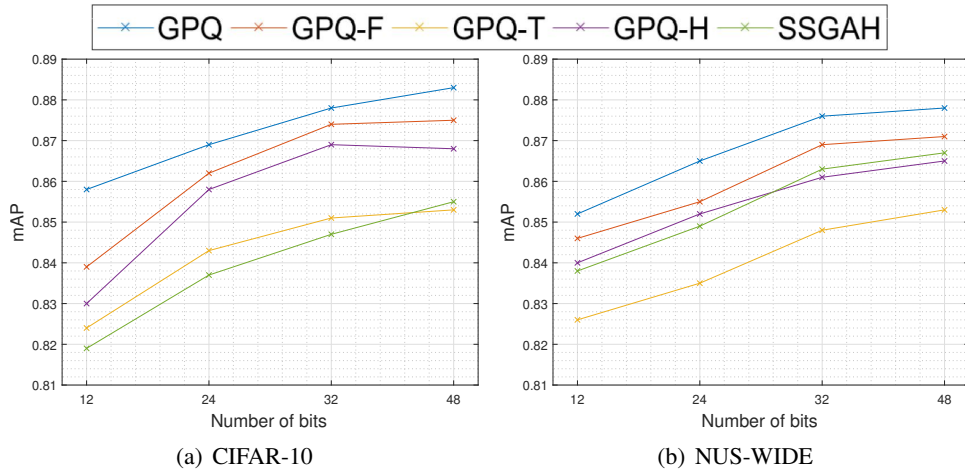 GPQ GPQ-F GPQ-T GPQ-H SSGAH
0.89
0.88
0.87
0.86
0.85
0.84
0.83
0.82
0.81
mAP
12 24 32 48
Number of bits
(a) CIFAR-10
0.89
0.88
0.87
0.86
0.85
0.84
0.83
0.82
0.81
mAP
12 24 32 48
Number of bits
(b) NUS-WIDE